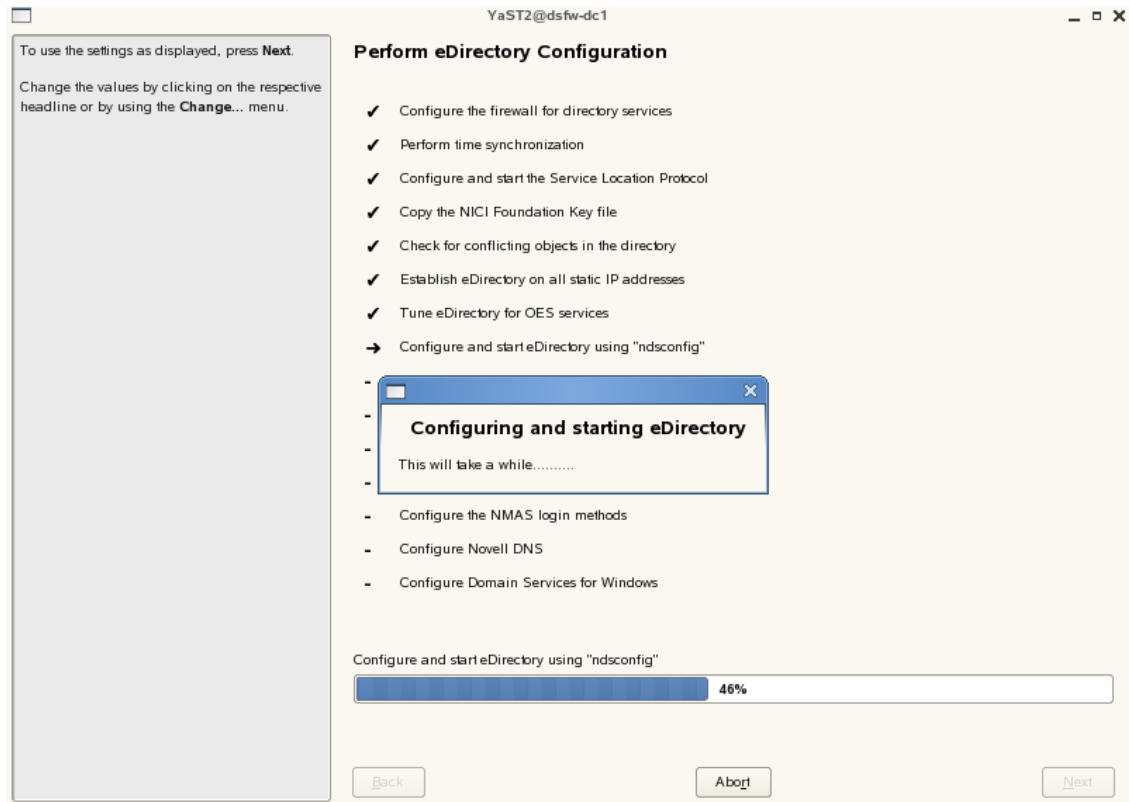 YaST2@dsfw-dc1
To use the settings as displayed, press Next.
Change the values by clicking on the respective
headline or by using the Change... menu.
Perform eDirectory Configuration
✔ Configure the firewall for directory services
✔ Perform time synchronization
✔ Configure and start the Service Location Protocol
✔ Copy the NICI Foundation Key file
✔ Check for conflicting objects in the directory
✔ Establish eDirectory on all static IP addresses
✔ Tune eDirectory for OES services
➔ Configure and start eDirectory using "ndsconfig"
-
-
-
-
Configuring and starting eDirectory
This will take a while..........
- Configure the NMAS login methods
- Configure Novell DNS
- Configure Domain Services for Windows
Configure and start eDirectory using "ndsconfig"
46%
Back
Abort
Next